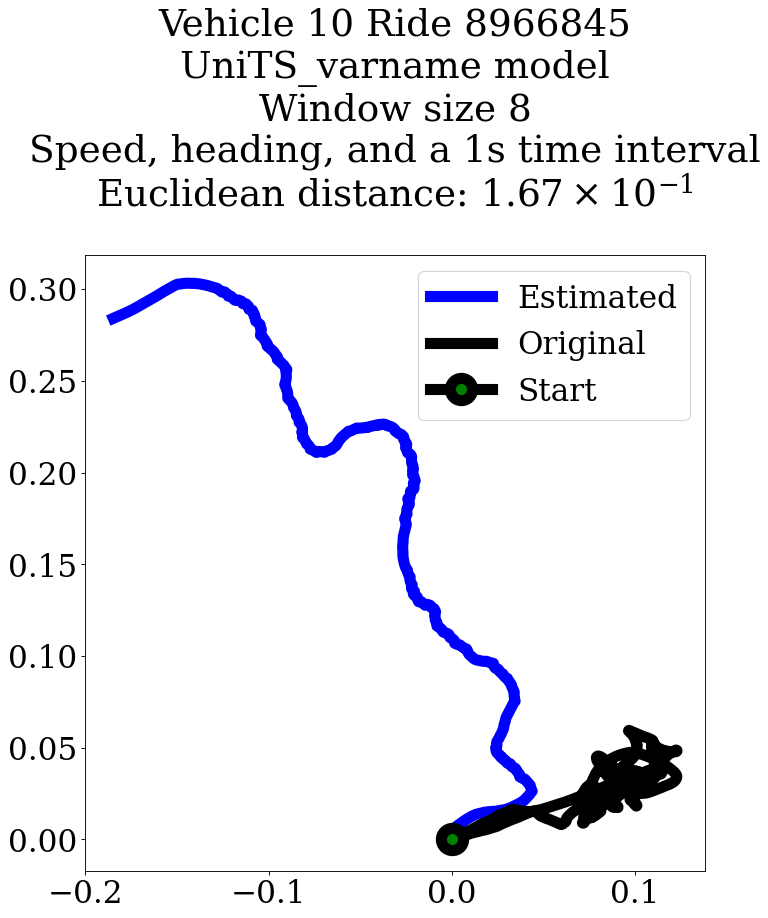 Vehicle 10 Ride 8966845
UniTS_varname model
Window size 8
Speed, heading, and a 1s time interval
Euclidean distance: 1.67 × 10⁻¹
Estimated
Original
Start
0.30
0.25
0.20
0.15
0.10
0.05
0.00
−0.2 −0.1 0.0 0.1